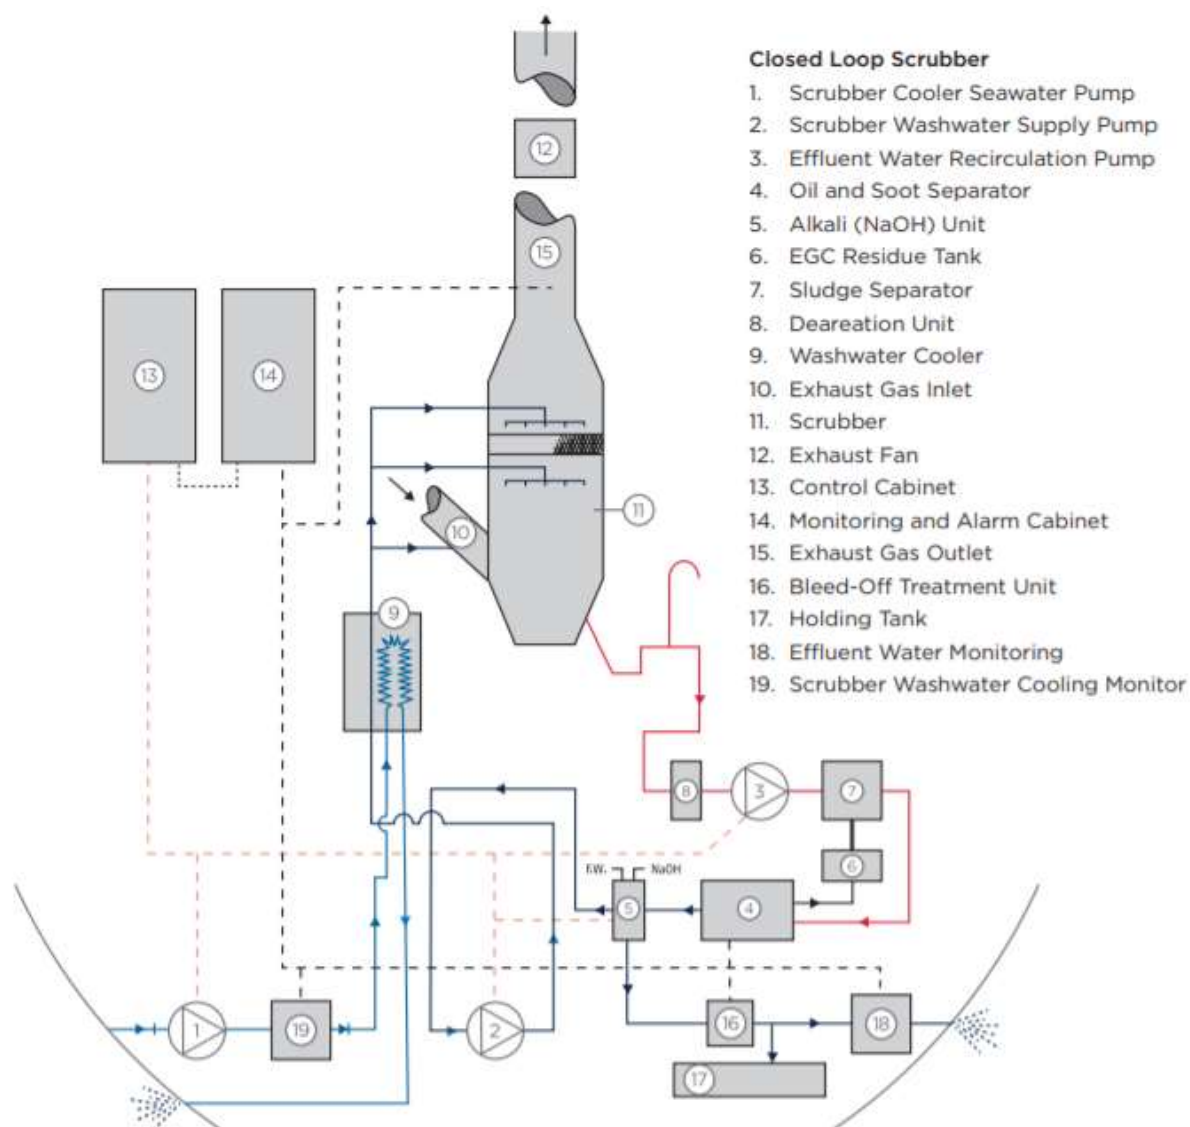 Closed Loop Scrubber
1. Scrubber Cooler Seawater Pump
2. Scrubber Washwater Supply Pump
3. Effluent Water Recirculation Pump
4. Oil and Soot Separator
5. Alkali (NaOH) Unit
6. EGC Residue Tank
7. Sludge Separator
8. Deareation Unit
9. Washwater Cooler
10. Exhaust Gas Inlet
11. Scrubber
12. Exhaust Fan
13. Control Cabinet
14. Monitoring and Alarm Cabinet
15. Exhaust Gas Outlet
16. Bleed-Off Treatment Unit
17. Holding Tank
18. Effluent Water Monitoring
19. Scrubber Washwater Cooling Monitor
12
15
13
14
11
10
9
8
3
7
6
F.W. NaOH
5
4
1
19
2
16
18
17